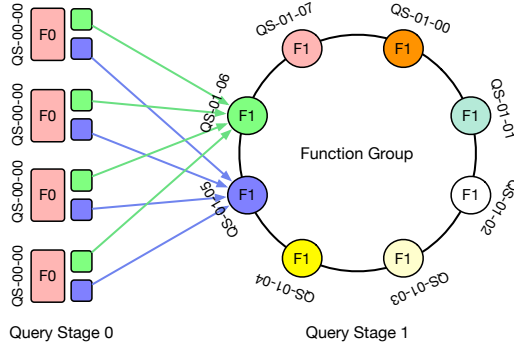 QS-00-00
F0
QS-00-00
F0
QS-00-00
F0
QS-00-00
F0
Query Stage 0
QS-01-07
F1
QS-01-00
F1
QS-01-06
F1
QS-01-01
F1
Function Group
QS-01-05
F1
QS-01-02
F1
QS-01-04
F1
QS-01-03
F1
Query Stage 1